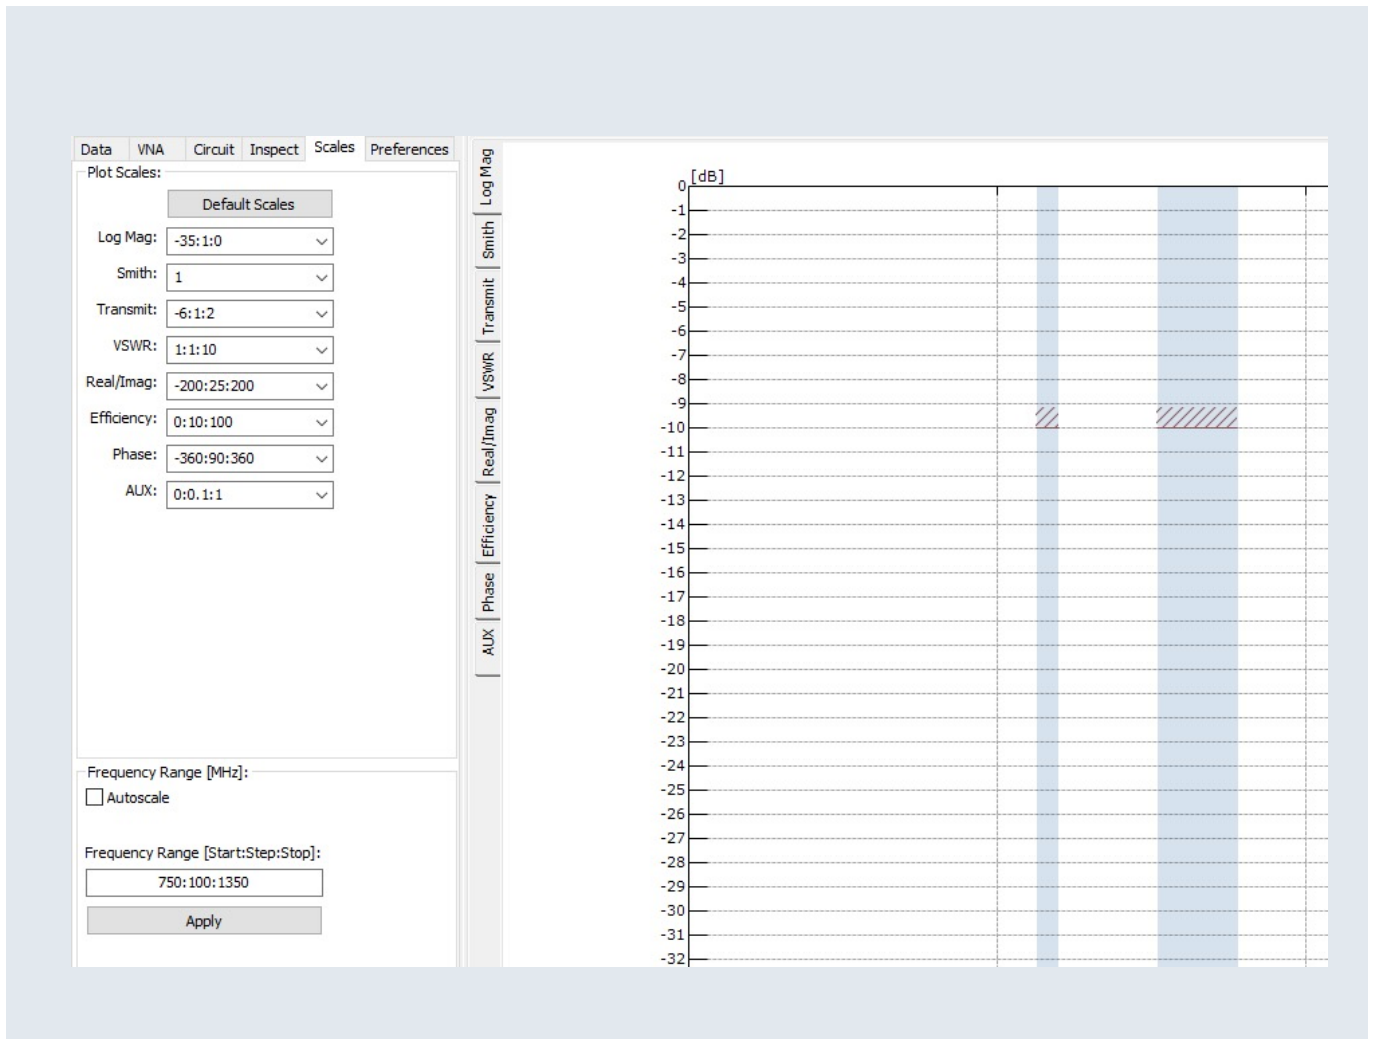 Data VNA Circuit Inspect Scales Preferences
Plot Scales:
Default Scales
Log Mag: -35:1:0
Smith: 1
Transmit: -6:1:2
VSWR: 1:1:10
Real/Imag: -200:25:200
Efficiency: 0:10:100
Phase: -360:90:360
AUX: 0:0.1:1
Frequency Range [MHz]:
Autoscale
Frequency Range [Start:Step:Stop]:
750:100:1350
Apply
Log Mag
Smith
Transmit
VSWR
Real/Imag
Efficiency
Phase
AUX
[dB]
0
-1
-2
-3
-4
-5
-6
-7
-8
-9
-10
-11
-12
-13
-14
-15
-16
-17
-18
-19
-20
-21
-22
-23
-24
-25
-26
-27
-28
-29
-30
-31
-32